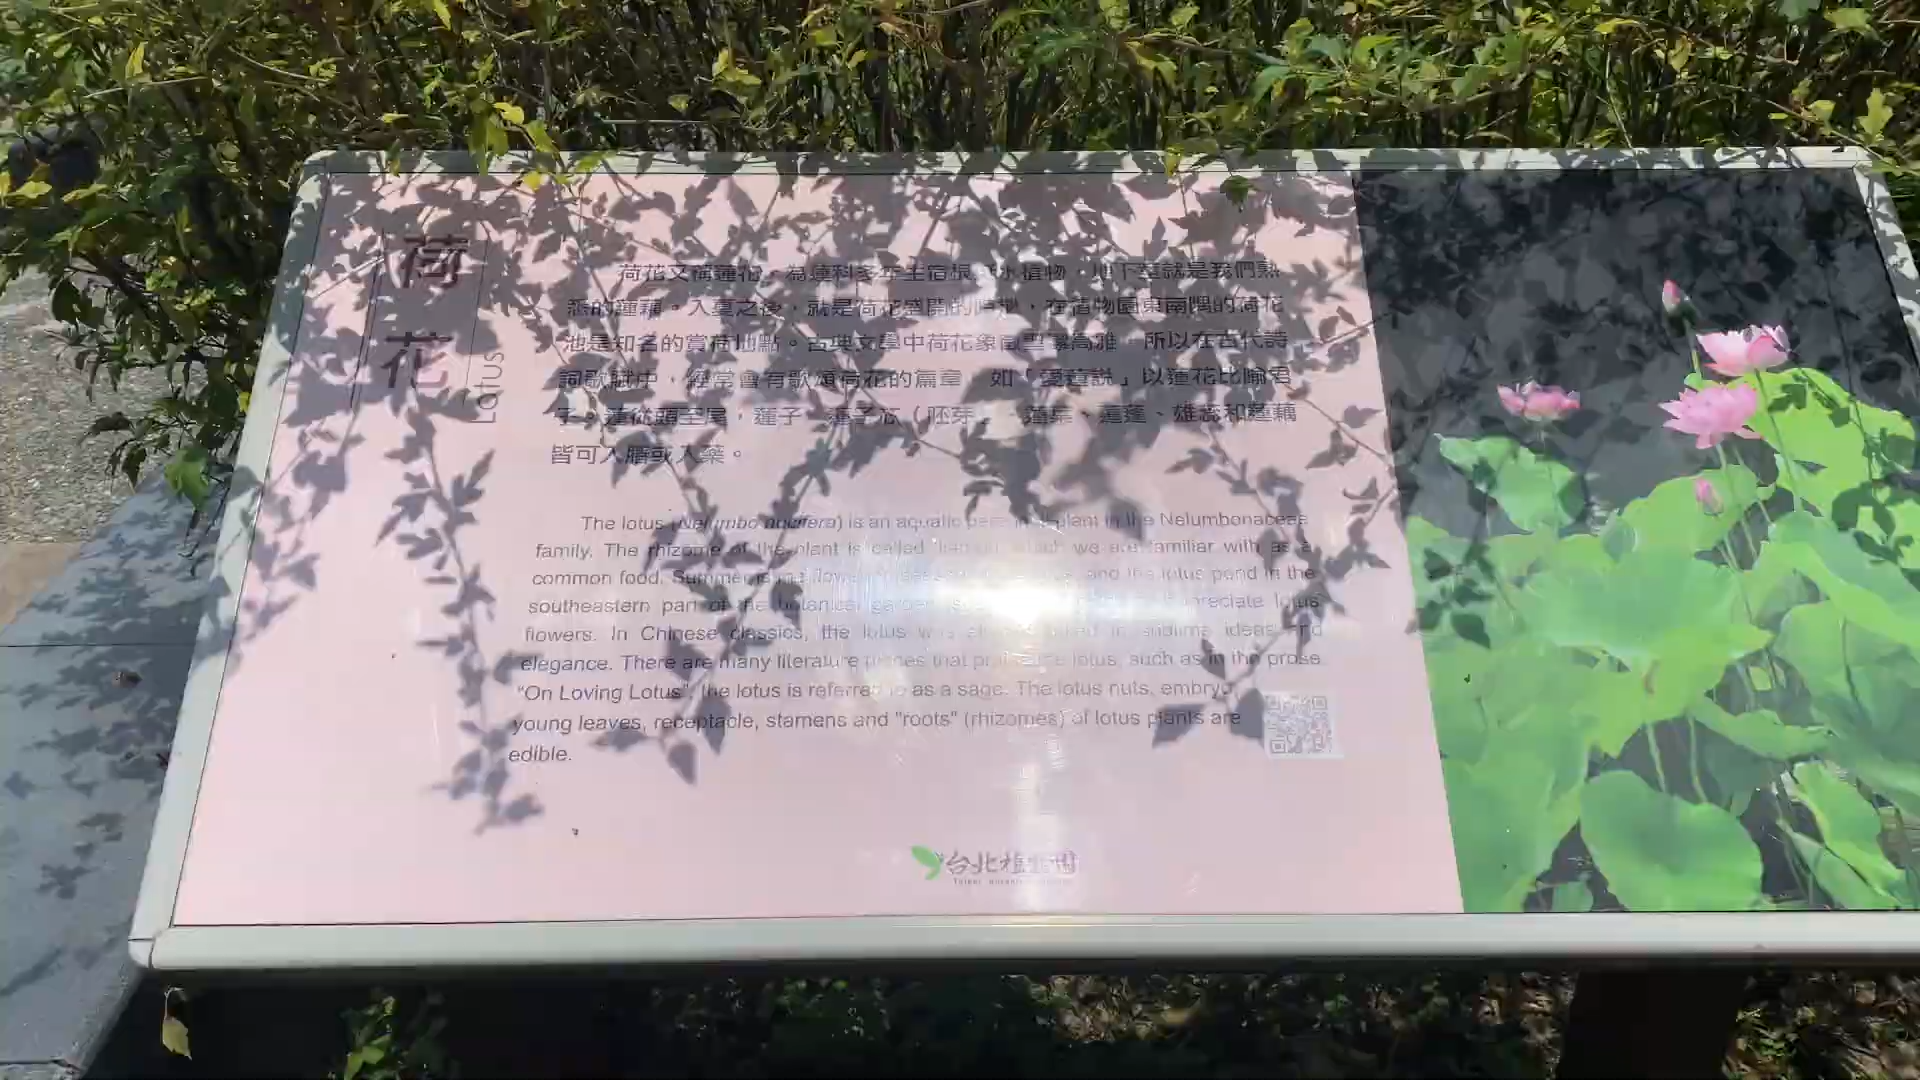 荷花
Lotus
荷花又稱蓮花，為蓮科多年生宿根 水植物，地下莖就是我們熟
悉的蓮藕。入夏之後，就是荷花盛開的時機，在植物園東南隅的荷花
池是知名的賞荷地點。古典文學中荷花象徵 高雅 所以在古代詩
詞歌賦中，經常會有歌頌荷花的篇章 如「愛蓮說」以蓮花比喻君
子。蓮從頭至尾，蓮子、蓮子芯（胚芽）、蓮葉、蓮蓬、雄蕊和蓮藕
皆可入膳或入藥。
The lotus (Nelumbo nucifera) is an aquatic perennial plant in the Nelumbonaceae
family. The rhizome of the plant is called which we are familiar with as a
common food. Summer is the flowering and the lotus pond in the
southeastern part of the botanical garden appreciate lotus
flowers. In Chinese classics, the lotus sublime ideas and
elegance. There are many literature pieces that lotus, such as in the prose
"On Loving Lotus", the lotus is referred to as a sage. The lotus nuts, embryo,
young leaves, receptacle, stamens and "roots" (rhizomes) of lotus plants are
edible.
台北植物園